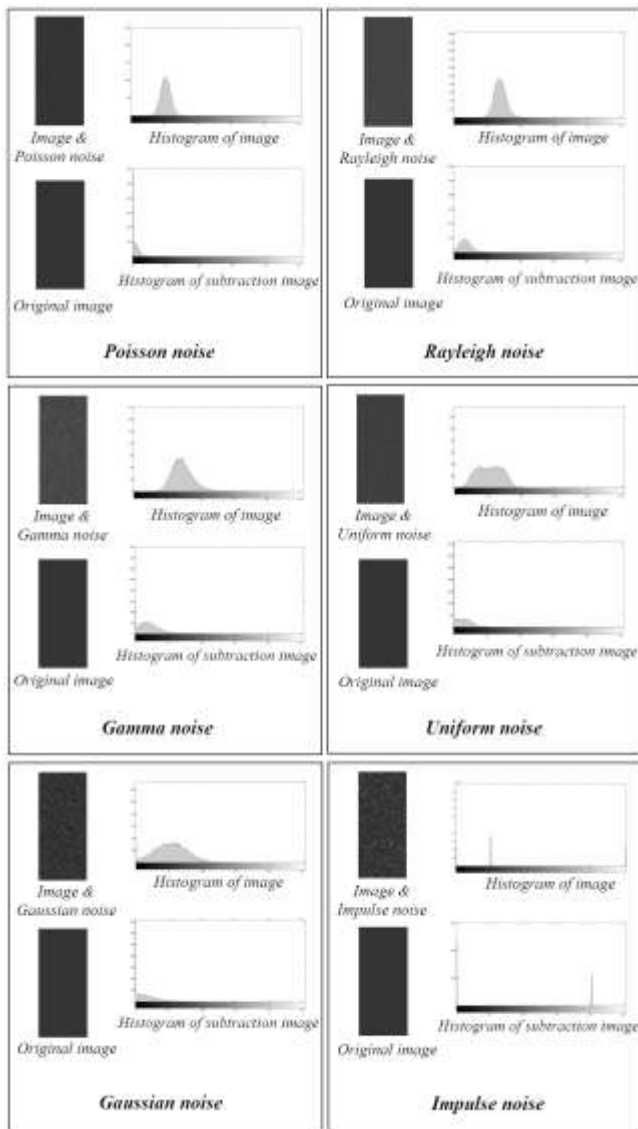 Image &
Poisson noise
Histogram of image
Original image
Histogram of subtraction image
Poisson noise
Image &
Rayleigh noise
Histogram of image
Original image
Histogram of subtraction image
Rayleigh noise
Image &
Gamma noise
Histogram of image
Original image
Histogram of subtraction image
Gamma noise
Image &
Uniform noise
Histogram of image
Original image
Histogram of subtraction image
Uniform noise
Image &
Gaussian noise
Histogram of image
Original image
Histogram of subtraction image
Gaussian noise
Image &
Impulse noise
Histogram of image
Original image
Histogram of subtraction image
Impulse noise